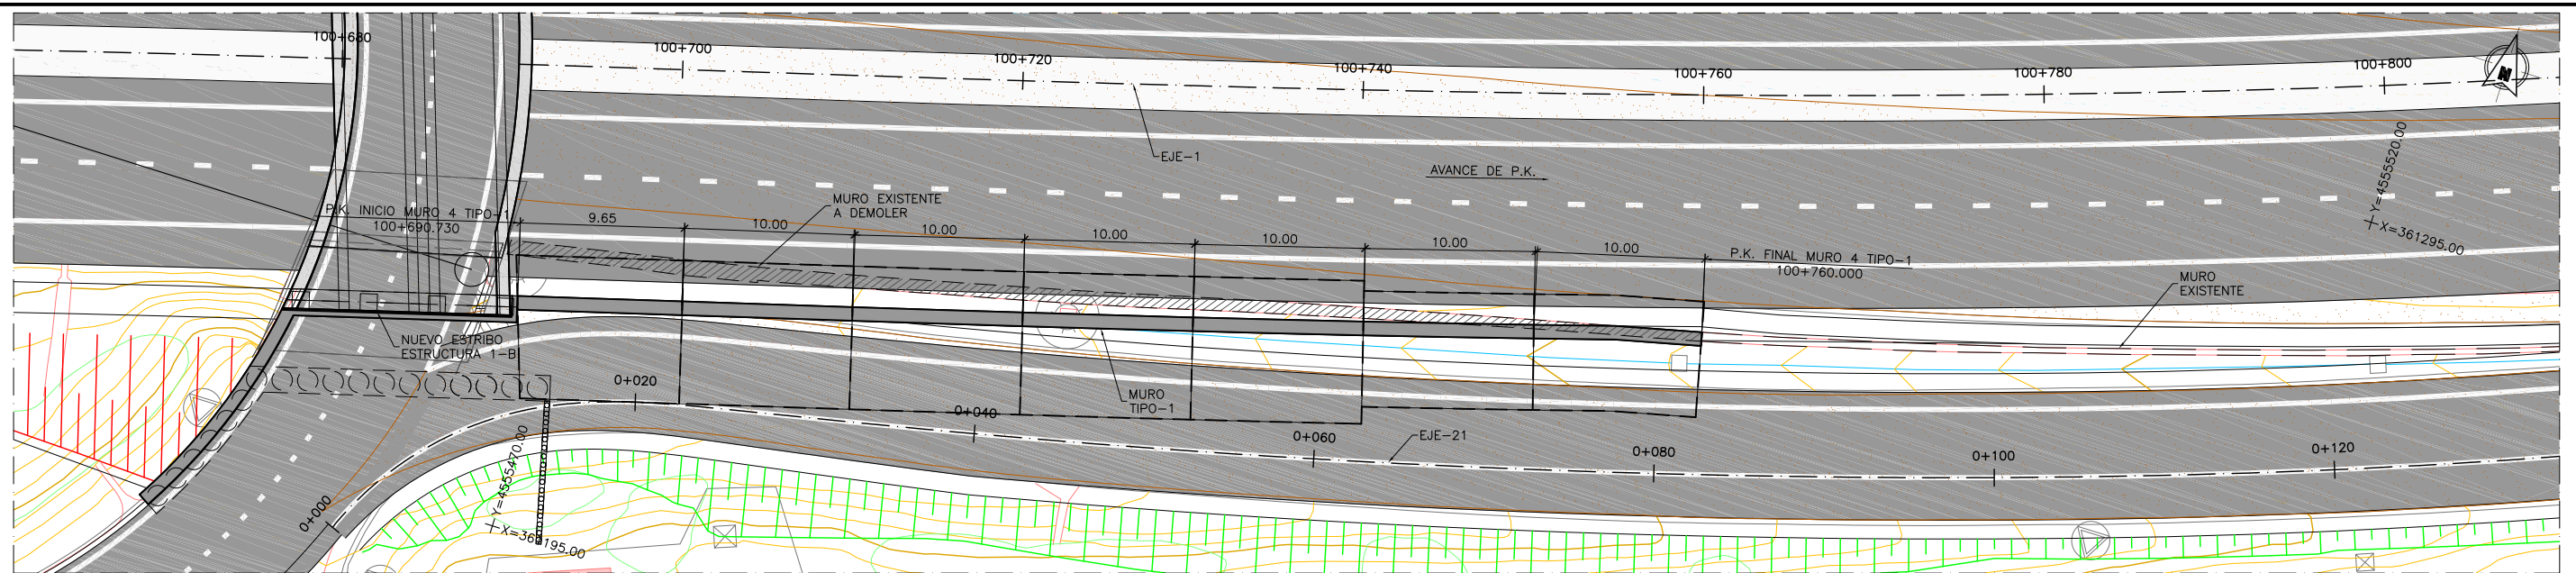 100+680
100+700
100+720
100+740
100+760
100+780
100+800
N
EJE-1
AVANCE DE P.K.
Y=4555520.00
X=361295.00
MURO EXISTENTE
A DEMOLER
P.K. INICIO MURO 4 TIPO-1
100+690.730
9.65
10.00
10.00
10.00
10.00
10.00
10.00
P.K. FINAL MURO 4 TIPO-1
100+760.000
MURO
EXISTENTE
NUEVO ESTRIBO
ESTRUCTURA 1-B
MURO
TIPO-1
0+000
0+020
0+040
0+060
EJE-21
0+080
0+100
0+120
Y=4555470.00